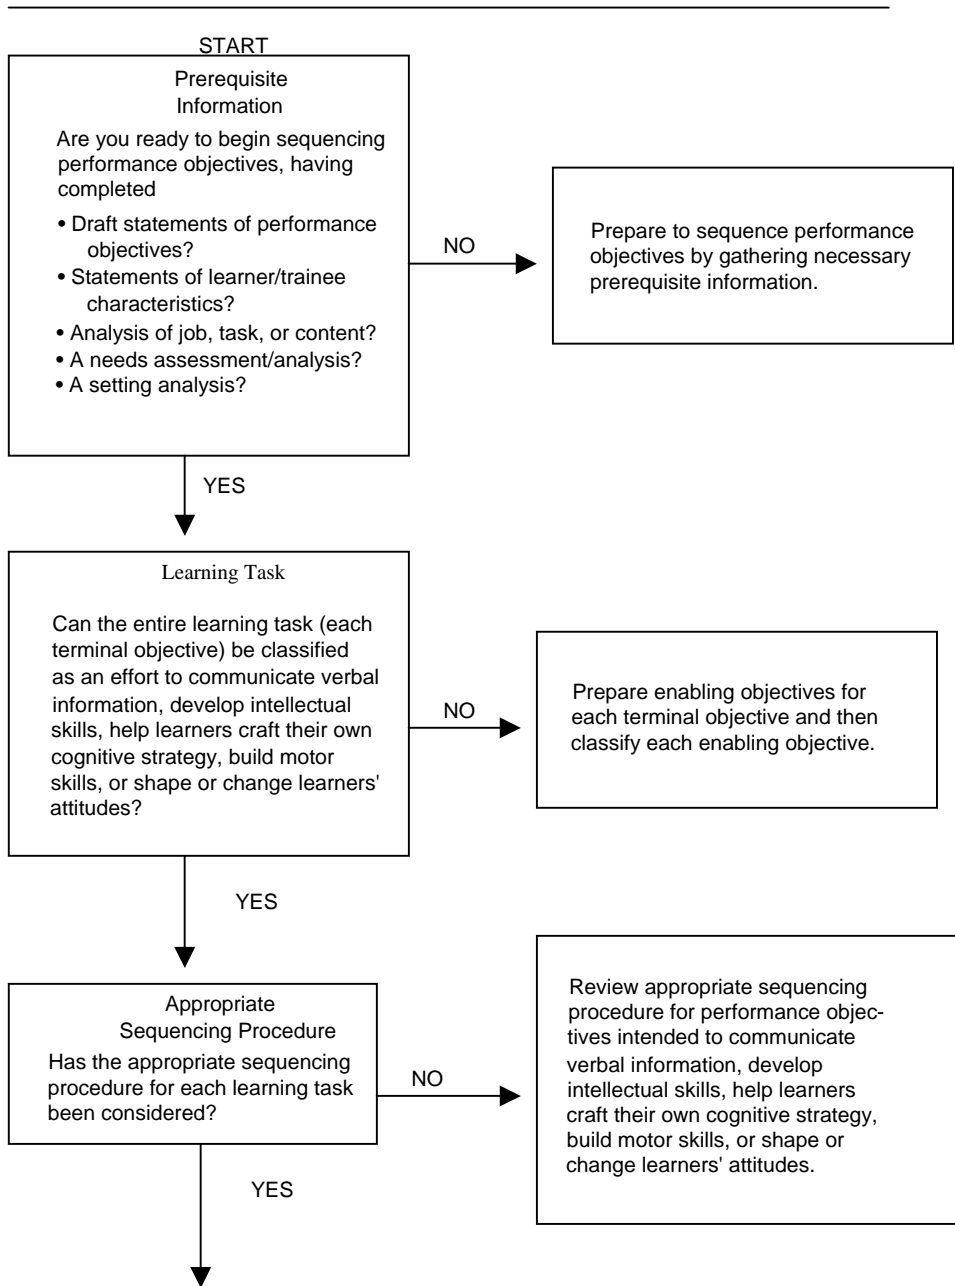 START
Prerequisite
Information
Are you ready to begin sequencing
performance objectives, having
completed
• Draft statements of performance
objectives?
• Statements of learner/trainee
characteristics?
• Analysis of job, task, or content?
• A needs assessment/analysis?
• A setting analysis?
NO
Prepare to sequence performance
objectives by gathering necessary
prerequisite information.
YES
Learning Task
Can the entire learning task (each
terminal objective) be classified
as an effort to communicate verbal
information, develop intellectual
skills, help learners craft their own
cognitive strategy, build motor
skills, or shape or change learners'
attitudes?
NO
Prepare enabling objectives for
each terminal objective and then
classify each enabling objective.
YES
Appropriate
Sequencing Procedure
Has the appropriate sequencing
procedure for each learning task
been considered?
NO
Review appropriate sequencing
procedure for performance objec-
tives intended to communicate
verbal information, develop
intellectual skills, help learners
craft their own cognitive strategy,
build motor skills, or shape or
change learners' attitudes.
YES